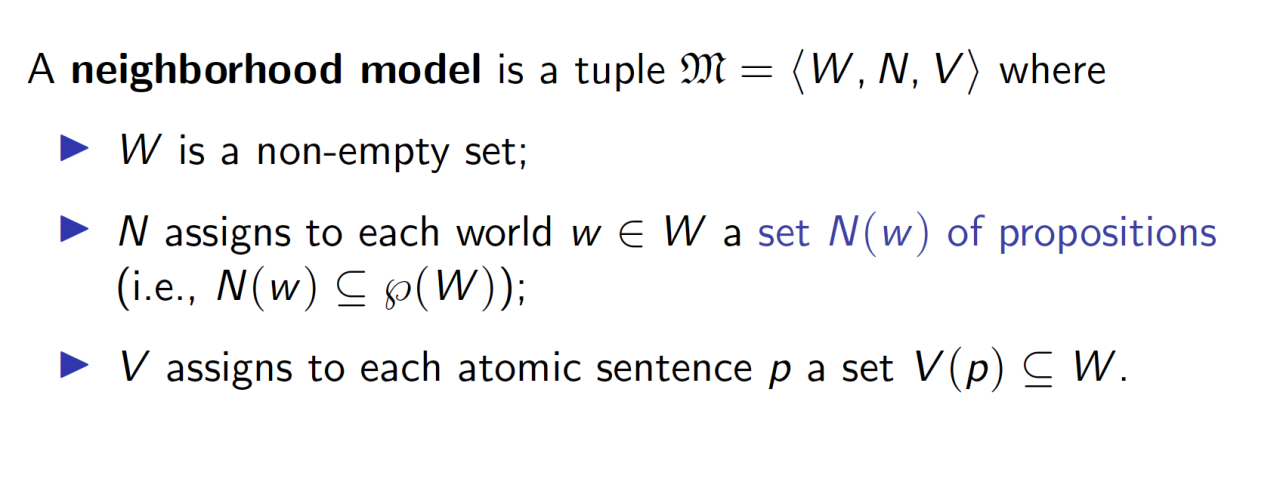 A neighborhood model is a tuple 𝔐 = ⟨W, N, V⟩ where
▶ W is a non-empty set;
▶ N assigns to each world w ∈ W a set N(w) of propositions
(i.e., N(w) ⊆ ℘(W));
▶ V assigns to each atomic sentence p a set V(p) ⊆ W.